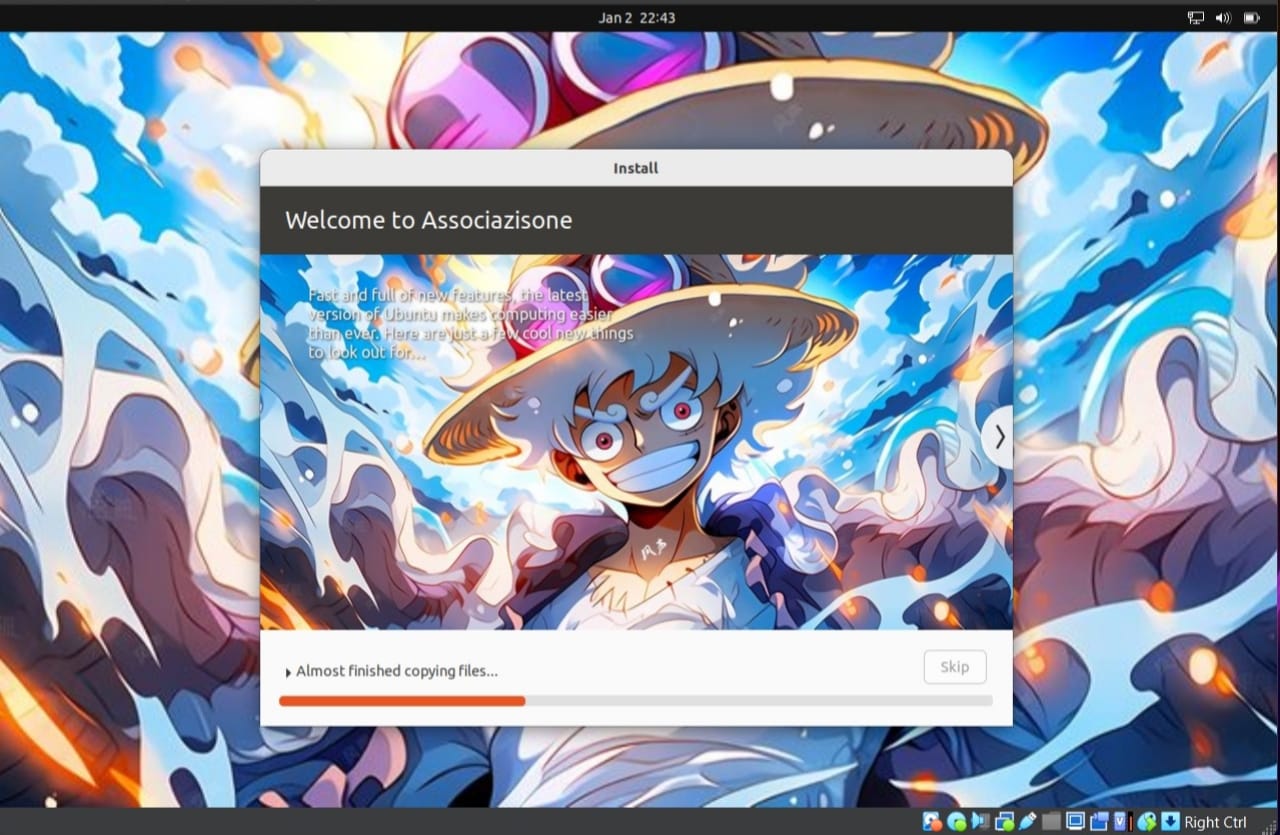 Jan 2 22:43
Install
Welcome to Associazisone
Fast and full of new features, the latest
version of Ubuntu makes computing easier
than ever. Here are just a few cool new things
to look out for...
Almost finished copying files...
Skip
Right Ctrl